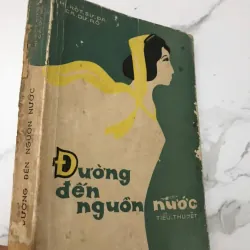 Đường
đến
nguồn nước
TIỂU THUYẾT
ĐƯỜNG ĐẾN NGUỒN NƯỚC